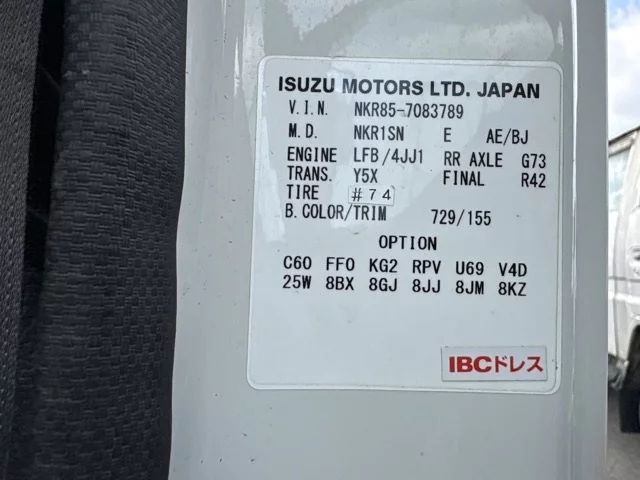 ISUZU MOTORS LTD. JAPAN
V.I.N. NKR85-7083789
M.D. NKR1SN E AE/BJ
ENGINE LFB/4JJ1 RR AXLE G73
TRANS. Y5X FINAL R42
TIRE #74
B.COLOR/TRIM 729/155
OPTION
C60 FF0 KG2 RPV U69 V4D
25W 8BX 8GJ 8JJ 8JM 8KZ
IBCドレス